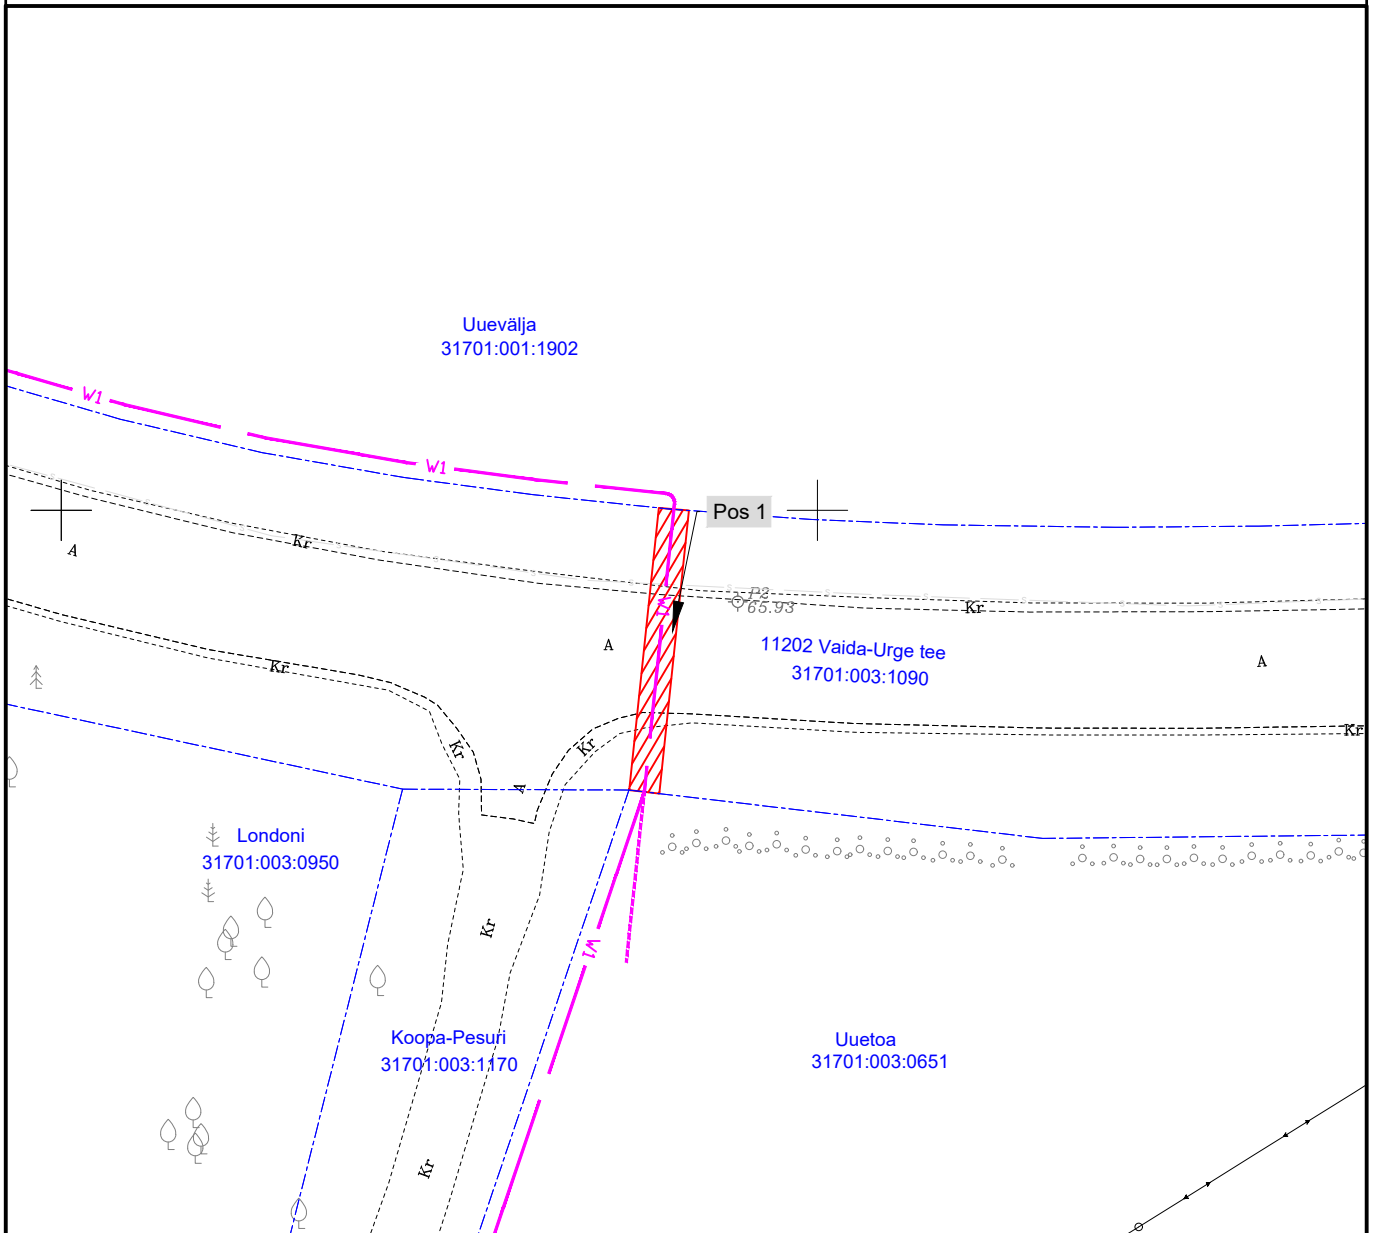 Uuevälja
31701:001:1902
W1
W1
Pos 1
A
Kr
W1
P2
65.93
Kr
A
11202 Vaida-Urge tee
31701:003:1090
A
Kr
Kr
Kr
Kr
A
Londoni
31701:003:0950
Kr
W1
Koopa-Pesuri
31701:003:1170
Uuetoa
31701:003:0651
Kr